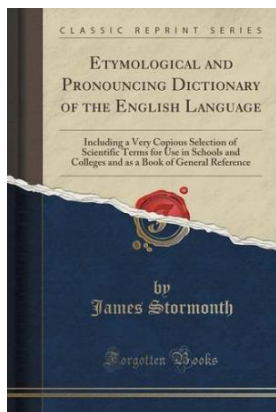 CLASSIC REPRINT SERIES
ETYMOLOGICAL AND
PRONOUNCING DICTIONARY
OF THE ENGLISH LANGUAGE
Including a Very Copious Selection of
Scientific Terms for Use in Schools and
Colleges and as a Book of General Reference
by
James Stormonth
Forgotten Books